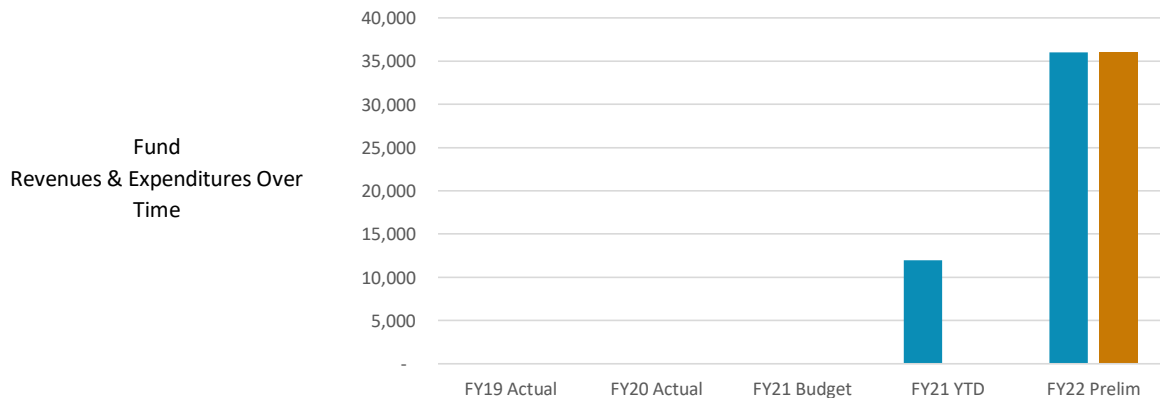 Fund
Revenues & Expenditures Over
Time
40,000
35,000
30,000
25,000
20,000
15,000
10,000
5,000
-
FY19 Actual
FY20 Actual
FY21 Budget
FY21 YTD
FY22 Prelim